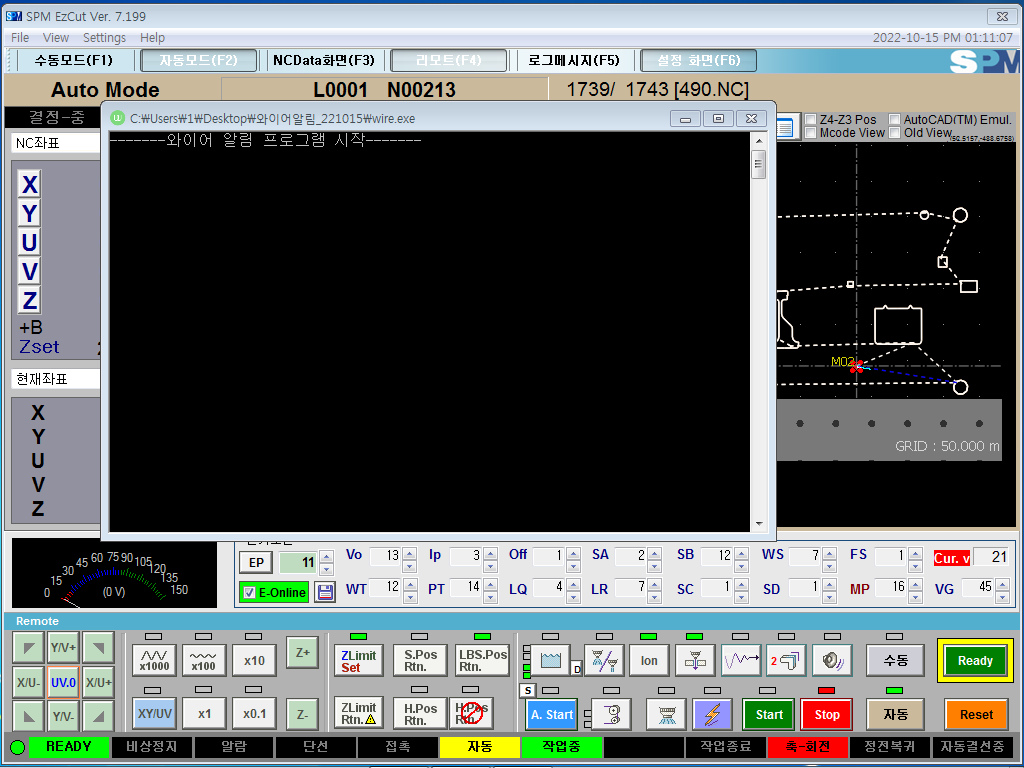 SPM EzCut Ver. 7.199
File View Settings Help
2022-10-15 PM 01:11:07
수동모드(F1) 자동모드(F2) NCData화면(F3) 리모트(F4) 로그메시지(F5) 설정 화면(F6)
SPM
Auto Mode L0001 N00213 1739/ 1743 [490.NC]
결정-중
C:₩Users₩1₩Desktop₩와이어알림_221015₩wire.exe
-------와이어 알림 프로그램 시작-------
Z4-Z3 Pos AutoCAD(TM) Emul.
Mcode View Old View
NC좌표
X
Y
U
V
Z
+B
Zset
현재좌표
X
Y
U
V
Z
M02
GRID : 50.000 m
0 15 30 45 60 75 90 105 120 135 150
(0 V)
EP 11 Vo 13 Ip 3 Off 1 SA 2 SB 12 WS 7 FS 1 Cur. v 21
E-Online WT 12 PT 14 LQ 4 LR 7 SC 1 SD 1 MP 16 VG 45
Remote
Y/V+ x1000 x100 x10 Z+ ZLimit Set S.Pos Rtn. LBS.Pos Rtn. D Ion 2 수동 Ready
X/U- UV.0 X/U+
Y/V- XY/UV x1 x0.1 Z- ZLimit Rtn. H.Pos Rtn. H.Pos Rtn. S A. Start Start Stop 자동 Reset
READY 비상정지 알람 단선 접촉 자동 작업중 작업종료 축-회전 정전복귀 자동결선중